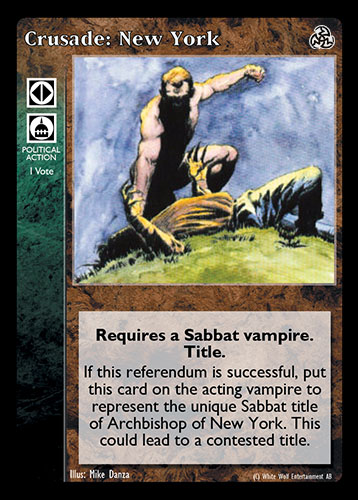 Crusade: New York
POLITICAL
ACTION
1 Vote
Requires a Sabbat vampire.
Title.
If this referendum is successful, put
this card on the acting vampire to
represent the unique Sabbat title
of Archbishop of New York. This
could lead to a contested title.
Illus: Mike Danza
(C) White Wolf Entertainment AB